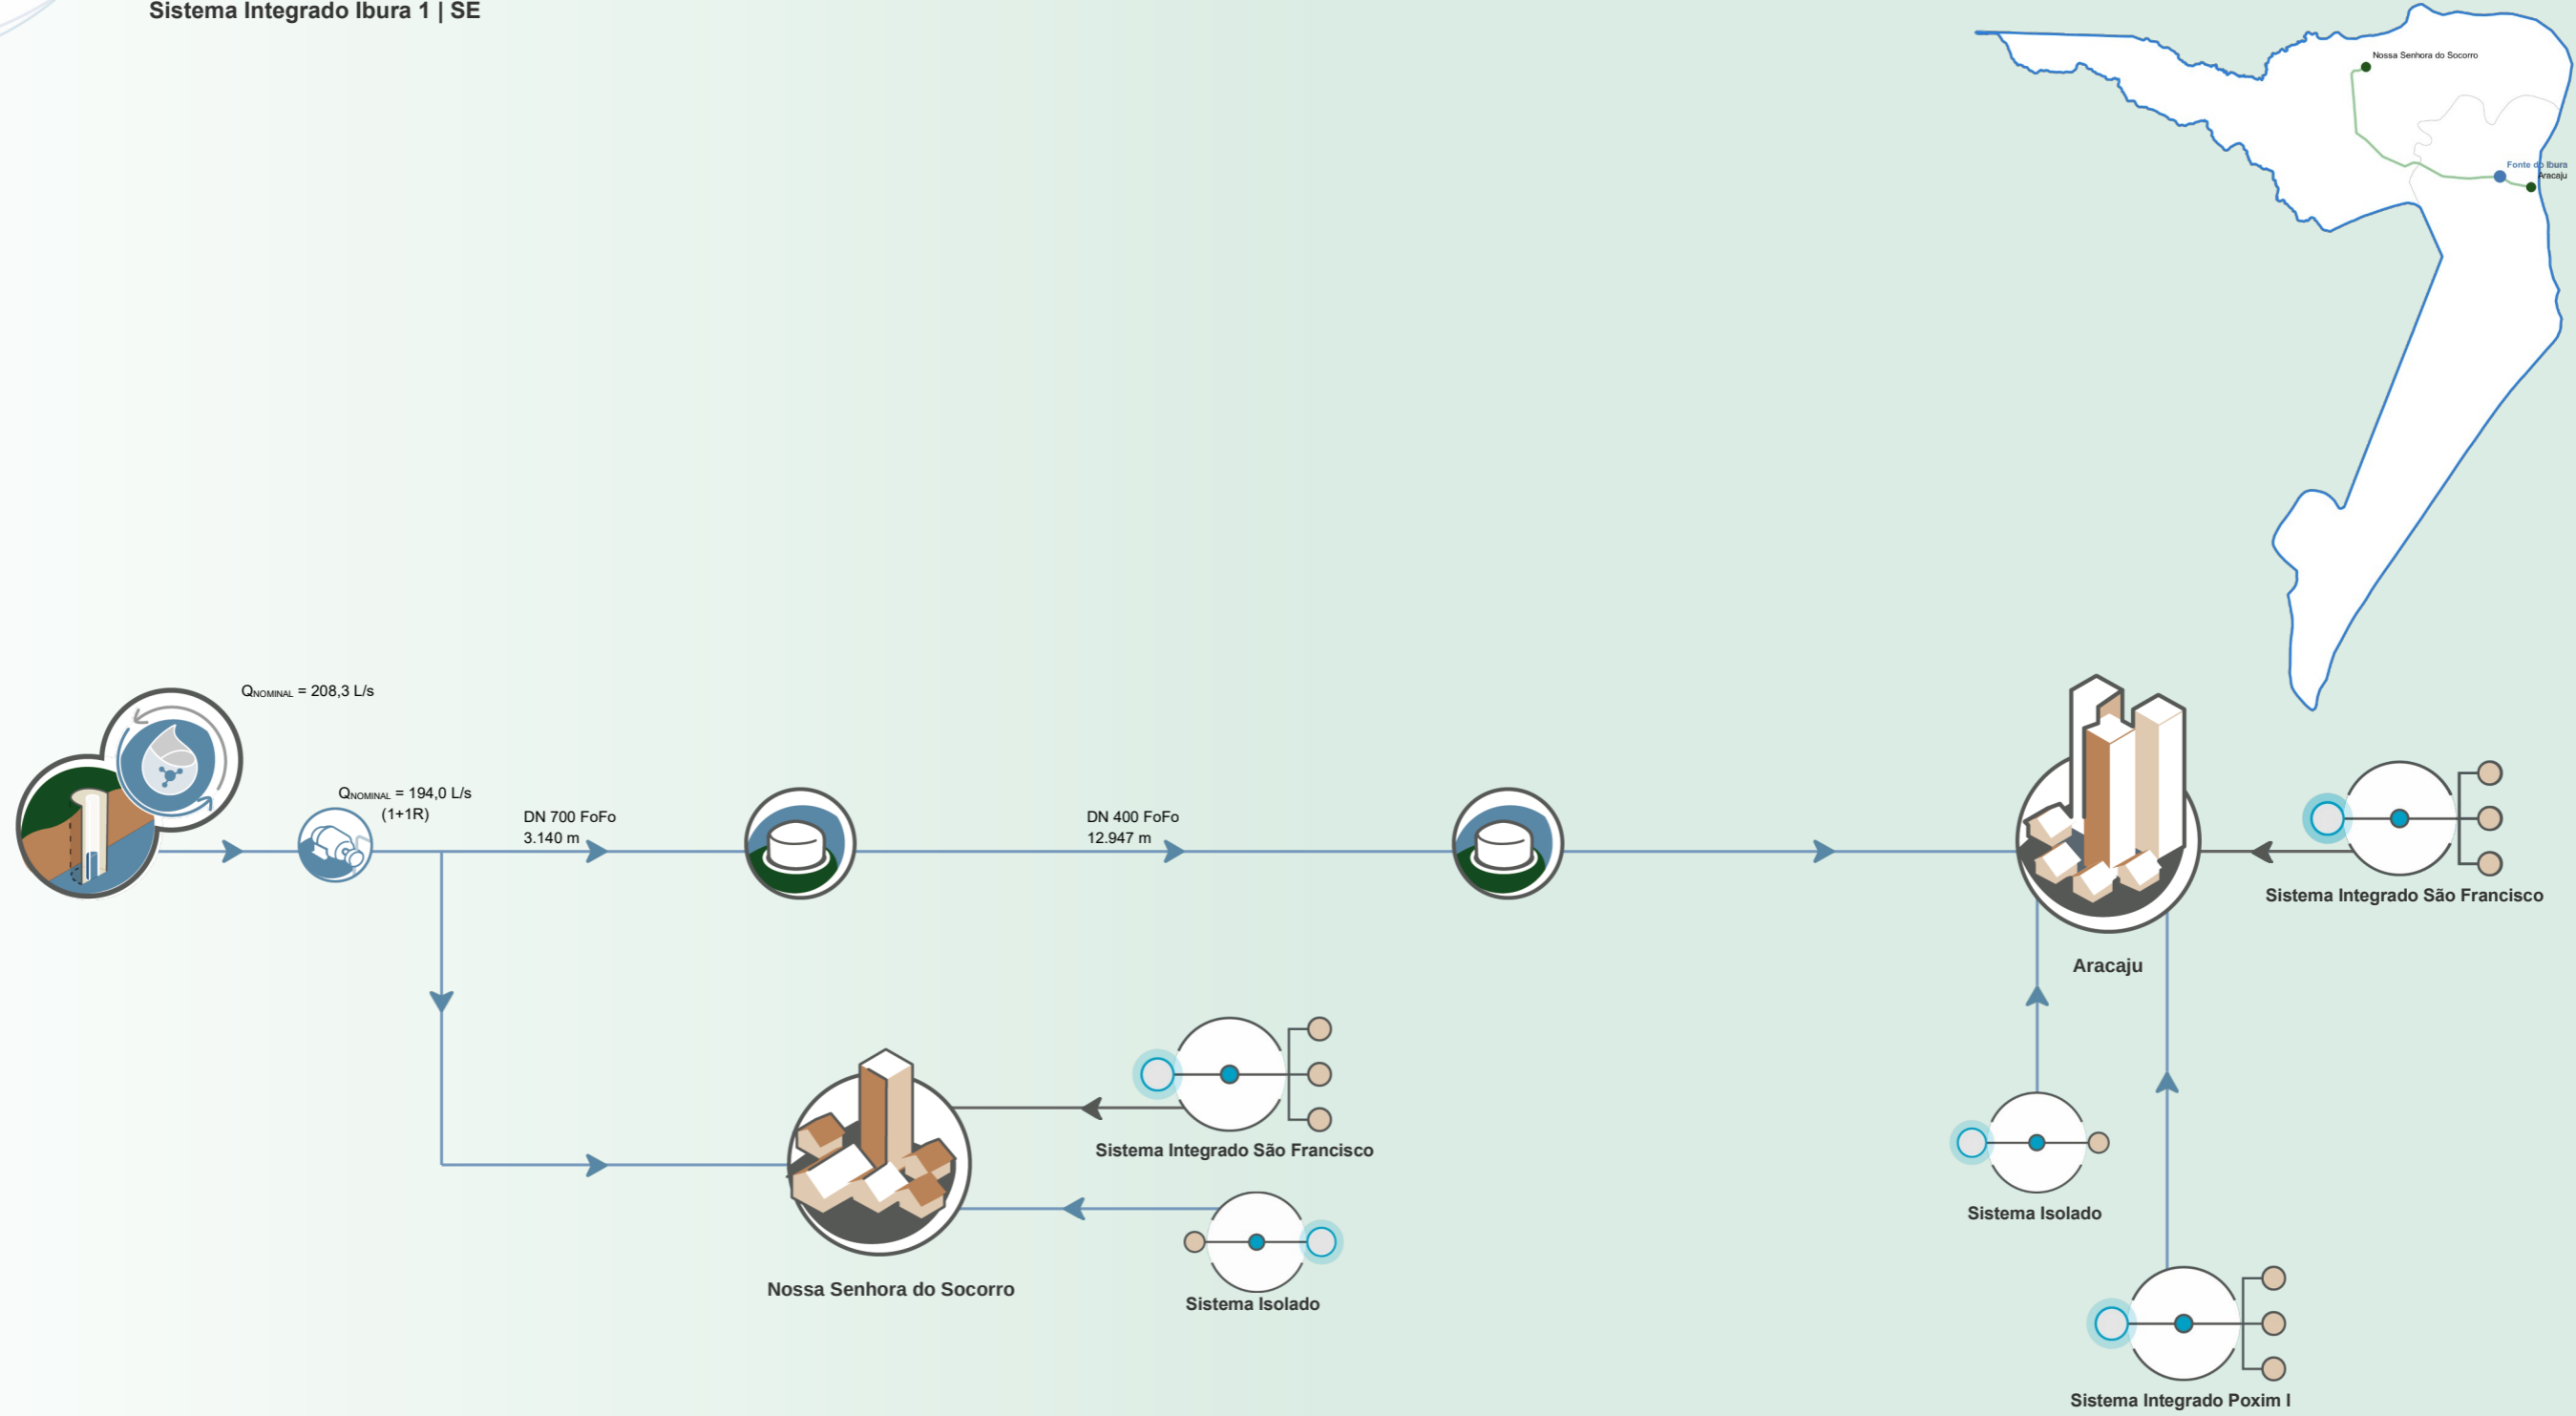 Sistema Integrado Ibura 1 | SE
Nossa Senhora do Socorro
Fonte do Ibura
Aracaju
QNOMINAL = 208,3 L/s
QNOMINAL = 194,0 L/s
(1+1R)
DN 700 FoFo
3.140 m
DN 400 FoFo
12.947 m
Sistema Integrado São Francisco
Aracaju
Sistema Integrado São Francisco
Sistema Isolado
Nossa Senhora do Socorro
Sistema Isolado
Sistema Integrado Poxim I